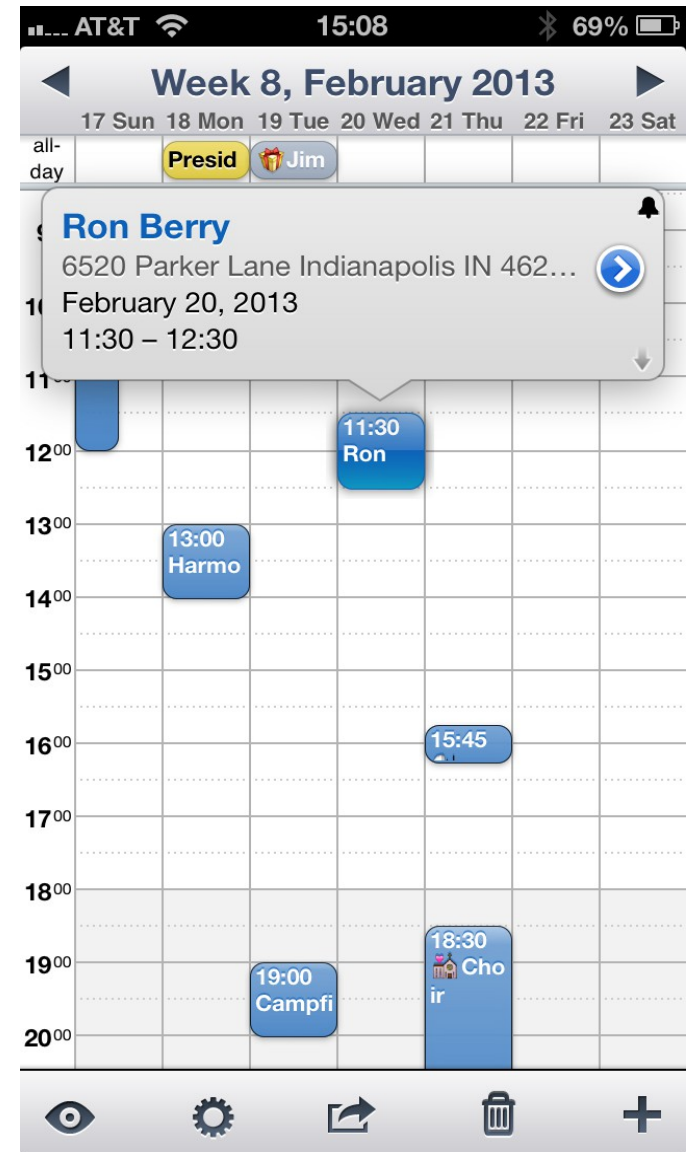 AT&T 15:08 69%
Week 8, February 2013
17 Sun 18 Mon 19 Tue 20 Wed 21 Thu 22 Fri 23 Sat
all-
day
Presid Jim
Ron Berry
6520 Parker Lane Indianapolis IN 462...
February 20, 2013
11:30 – 12:30
11:30
Ron
12 00
13 00
13:00
Harmo
14 00
15 00
15:45
16 00
17 00
18 00
18:30
Cho
ir
19 00
19:00
Campfi
20 00